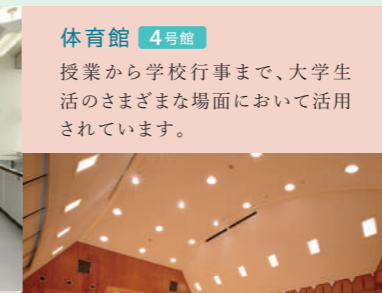 体育館 4号館
授業から学校行事まで、大学生
活のさまざまな場面において活用
されています。